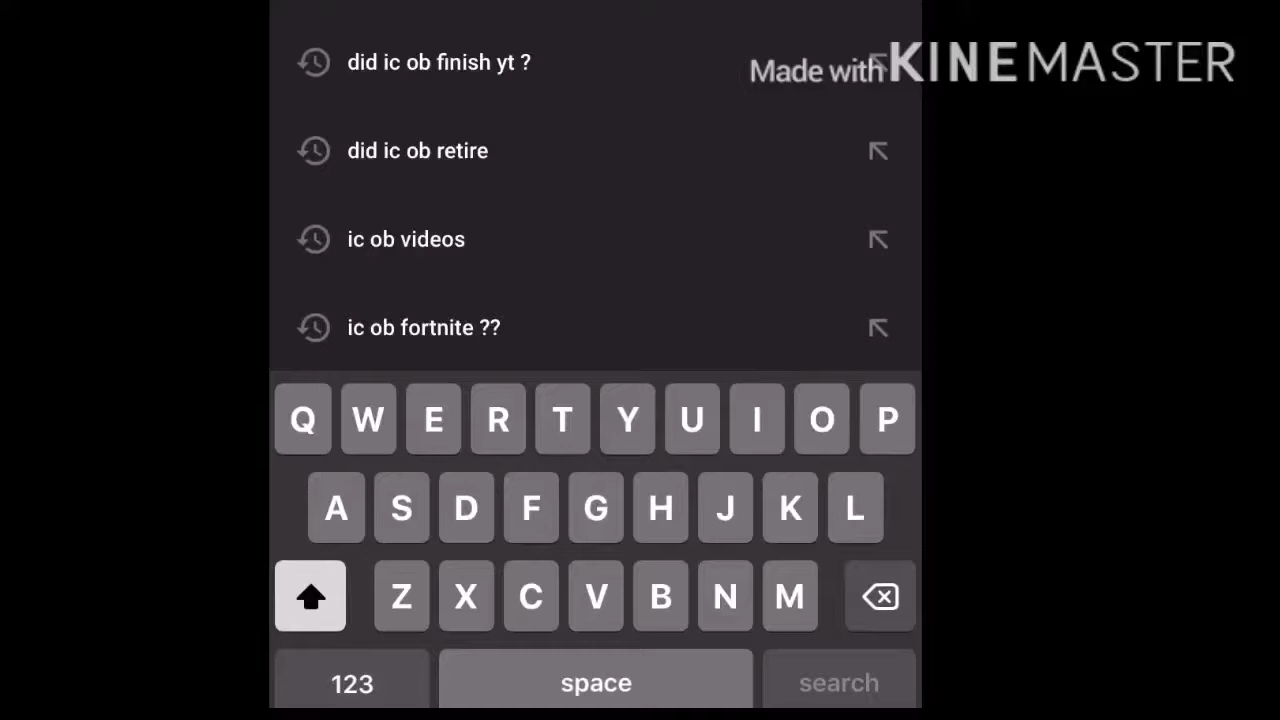 did ic ob finish yt ?
Made with KINEMASTER
did ic ob retire
ic ob videos
ic ob fortnite ??
Q W E R T Y U I O P
A S D F G H J K L
Z X C V B N M
123 space search